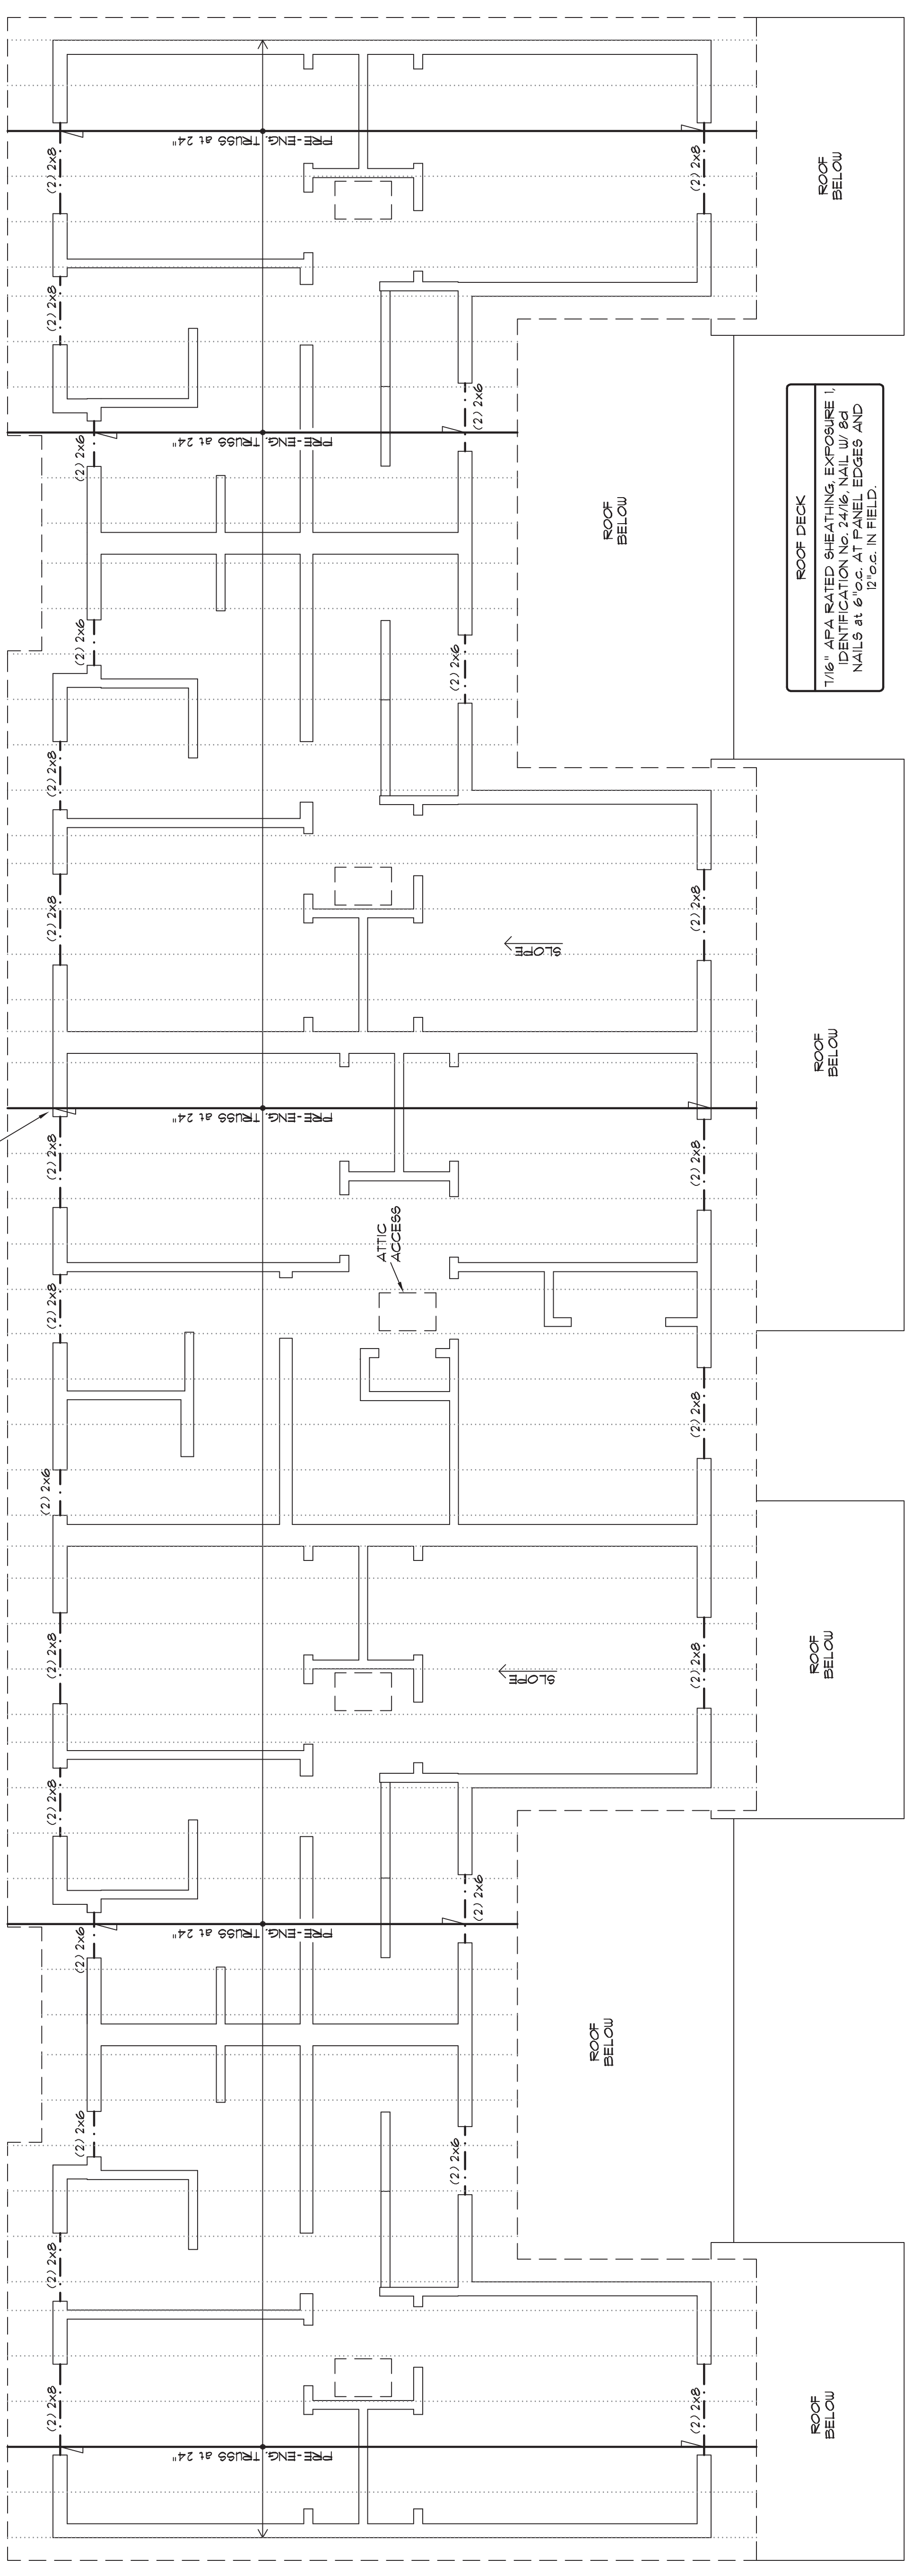 (2) 2x8
(2) 2x8
(2) 2x6
(2) 2x6
(2) 2x8
(2) 2x8
(2) 2x6
(2) 2x8
(2) 2x8
(2) 2x8
(2) 2x8
(2) 2x6
(2) 2x6
(2) 2x8
(2) 2x8
PRE-ENG. TRUSS at 24"
PRE-ENG. TRUSS at 24"
PRE-ENG. TRUSS at 24"
PRE-ENG. TRUSS at 24"
PRE-ENG. TRUSS at 24"
ATTIC
ACCESS
(2) 2x6
(2) 2x6
(2) 2x6
(2) 2x6
SLOPE
SLOPE
(2) 2x8
(2) 2x8
(2) 2x8
(2) 2x8
(2) 2x8
(2) 2x8
ROOF
BELOW
ROOF
BELOW
ROOF
BELOW
ROOF
BELOW
ROOF
BELOW
ROOF
BELOW
ROOF DECK
7/16" APA RATED SHEATHING, EXPOSURE 1,
IDENTIFICATION No. 24/16, NAIL W/ 8d
NAILS at 6"o.c. AT PANEL EDGES AND
12"o.c. IN FIELD.